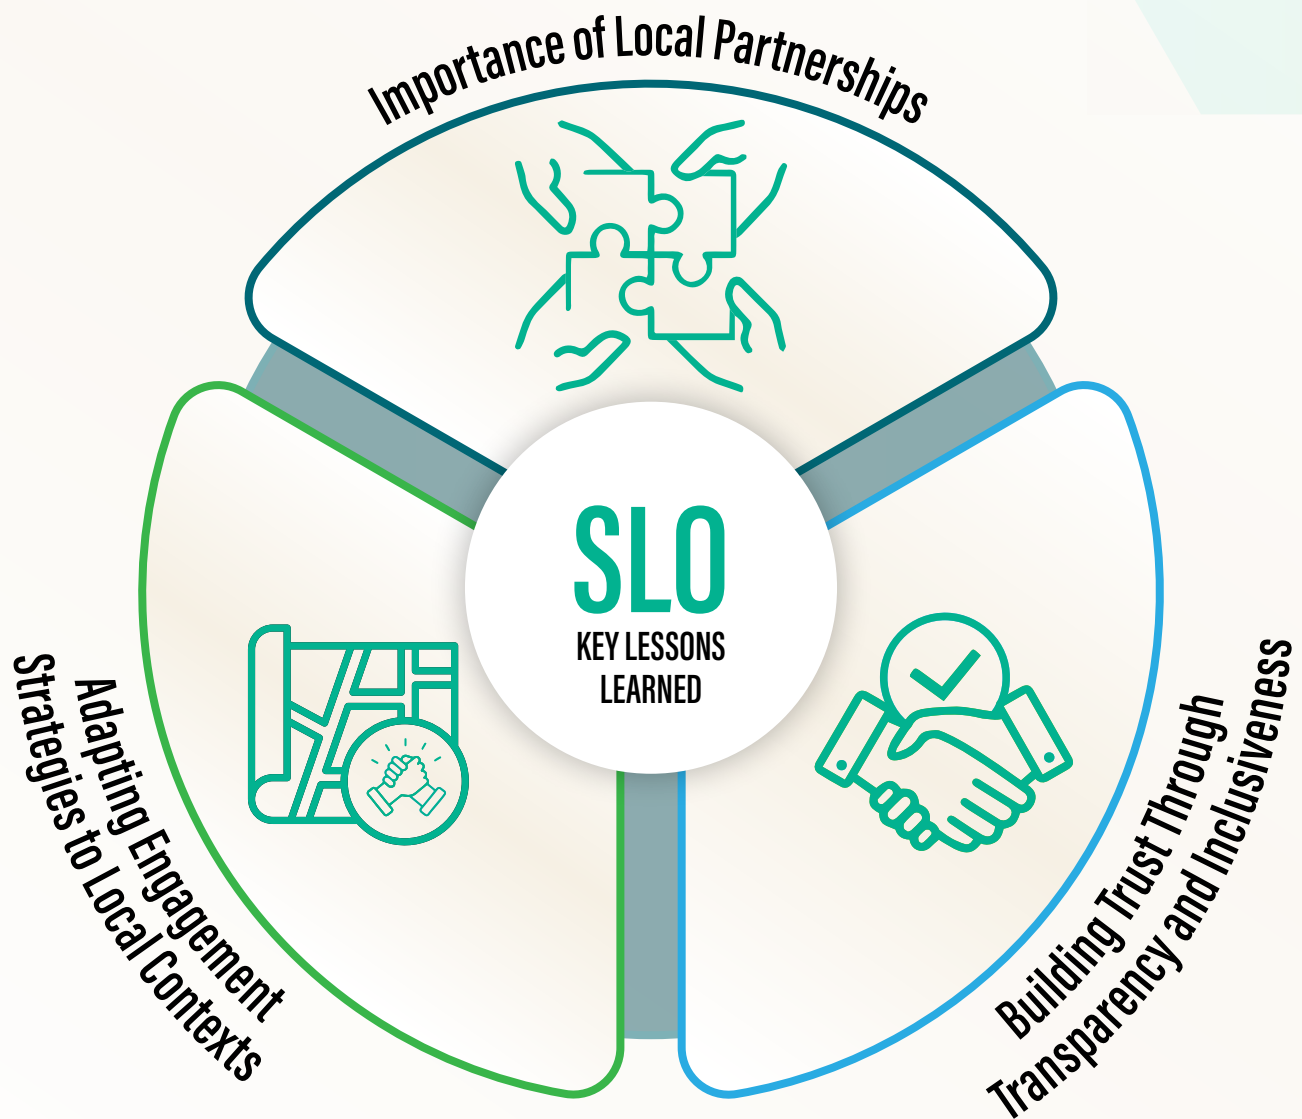 Importance of Local Partnerships
SLO
KEY LESSONS
LEARNED
Adapting Engagement
Strategies to Local Contexts
Building Trust Through
Transparency and Inclusiveness